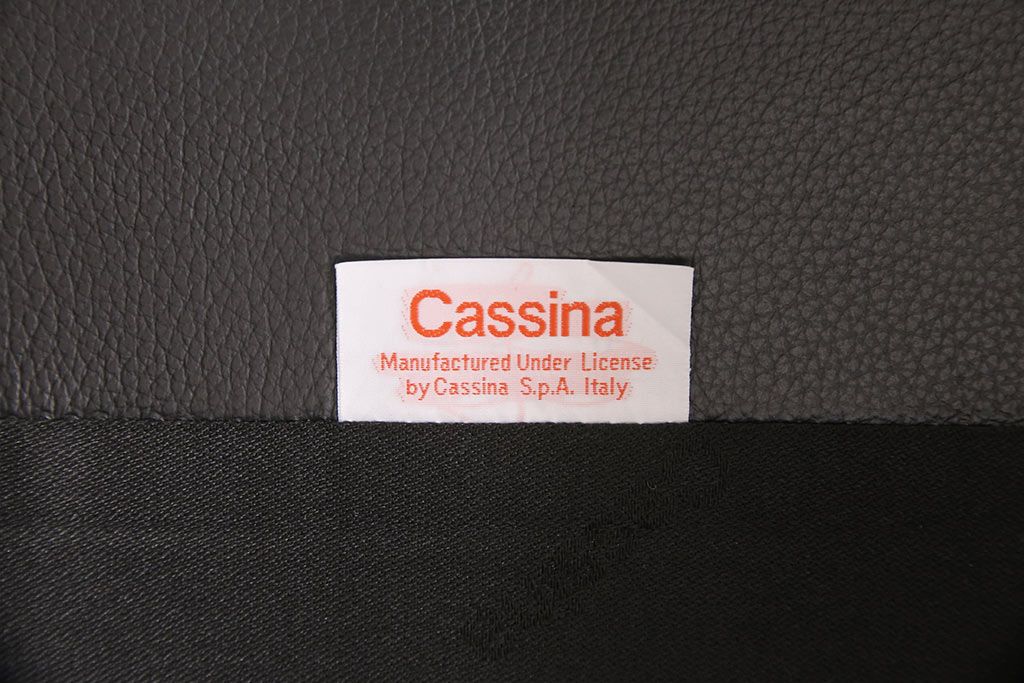 Cassina
Manufactured Under License
by Cassina S.p.A. Italy